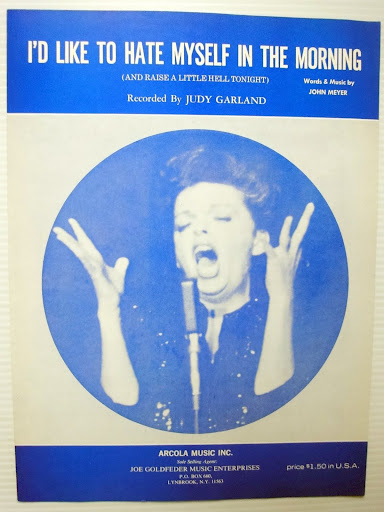 I'D LIKE TO HATE MYSELF IN THE MORNING
(AND RAISE A LITTLE HELL TONIGHT)
Words & Music by
JOHN MEYER
Recorded By JUDY GARLAND
ARCOLA MUSIC INC.
Sole Selling Agent:
JOE GOLDFEDER MUSIC ENTERPRISES
P.O. BOX 660,
LYNBROOK, N.Y. 11563
price $1.50 in U.S.A.